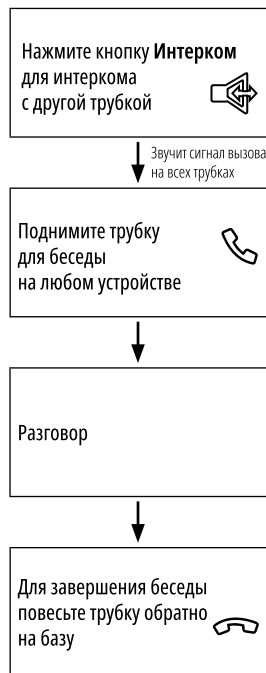 Нажмите кнопку Интерком
для интеркома
с другой трубкой
Звучит сигнал вызова
на всех трубках
Поднимите трубку
для беседы
на любом устройстве
Разговор
Для завершения беседы
повесьте трубку обратно
на базу